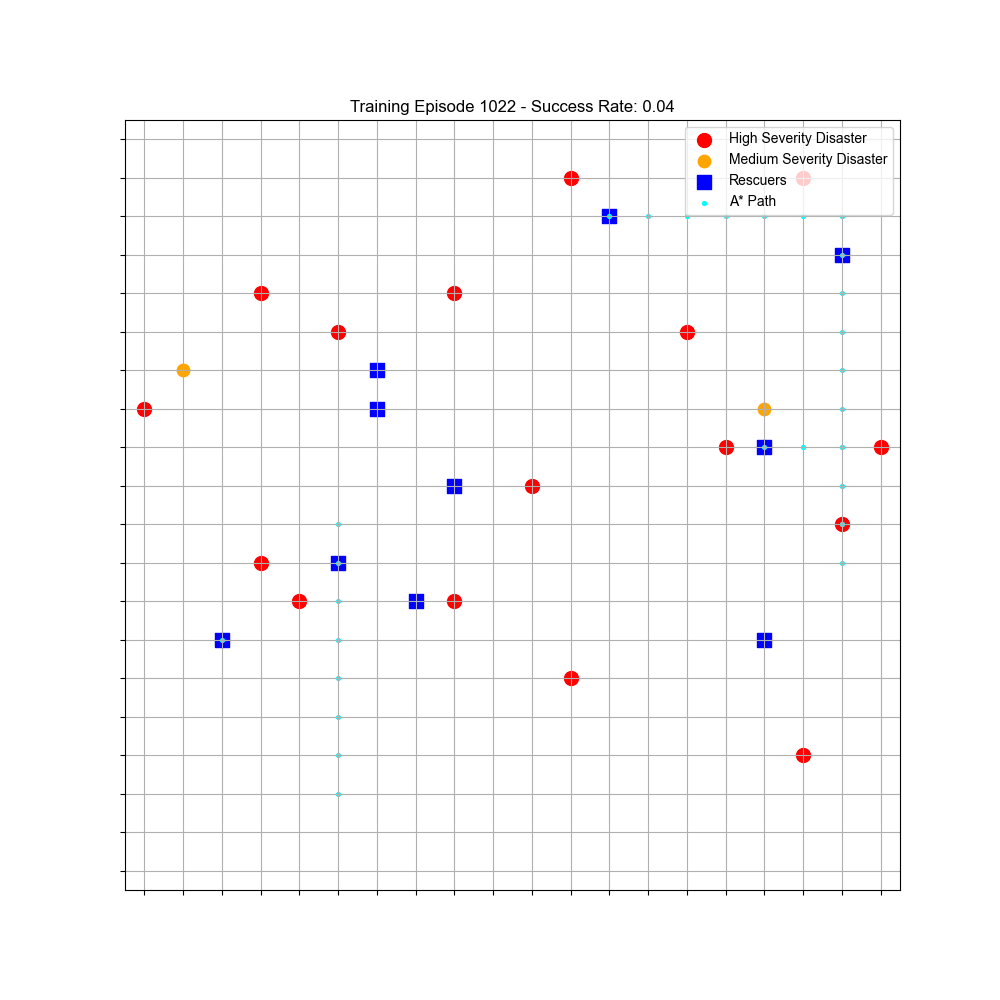 Training Episode 1022 - Success Rate: 0.04
High Severity Disaster
Medium Severity Disaster
Rescuers
A* Path